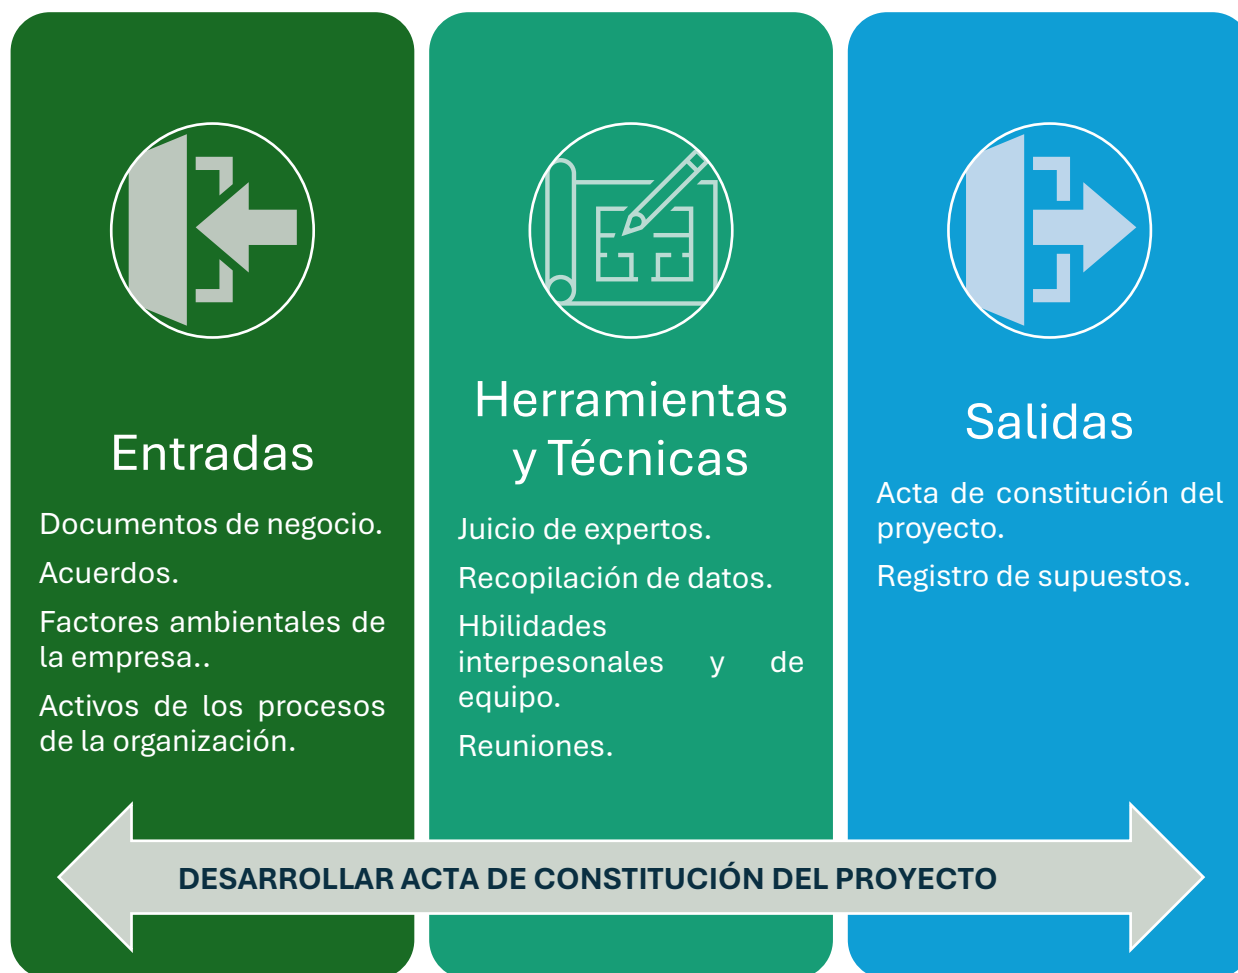 Entradas
Documentos de negocio.
Acuerdos.
Factores ambientales de
la empresa..
Activos de los procesos
de la organización.
Herramientas
y Técnicas
Juicio de expertos.
Recopilación de datos.
Hbilidades
interpesonales y de
equipo.
Reuniones.
Salidas
Acta de constitución del
proyecto.
Registro de supuestos.
DESARROLLAR ACTA DE CONSTITUCIÓN DEL PROYECTO